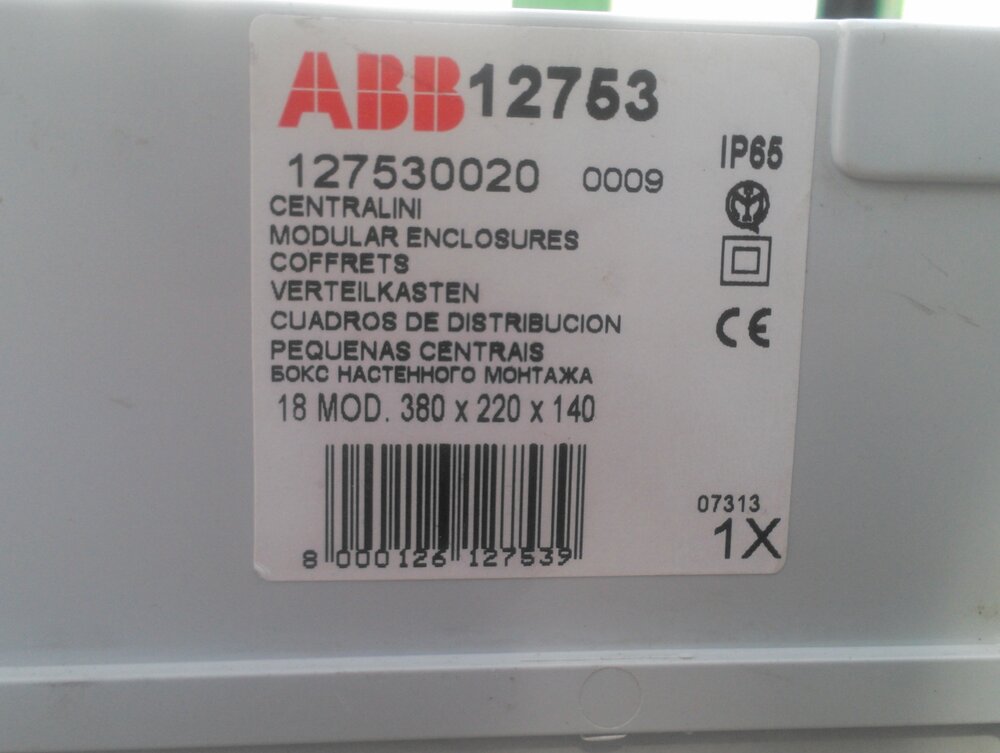 ABB 12753
127530020 0009
IP65
CENTRALINI
MODULAR ENCLOSURES
COFFRETS
VERTEILKASTEN
CUADROS DE DISTRIBUCION
PEQUENAS CENTRAIS
БОКС НАСТЕННОГО МОНТАЖА
18 MOD. 380 x 220 x 140
CE
07313
1X
8 000126 127539